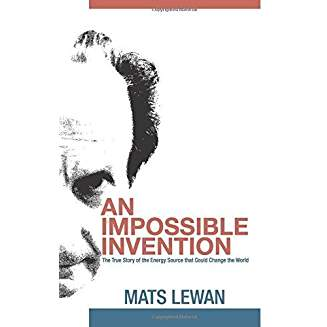 AN
IMPOSSIBLE
INVENTION
The True Story of the Energy Source that Could Change the World
MATS LEWAN